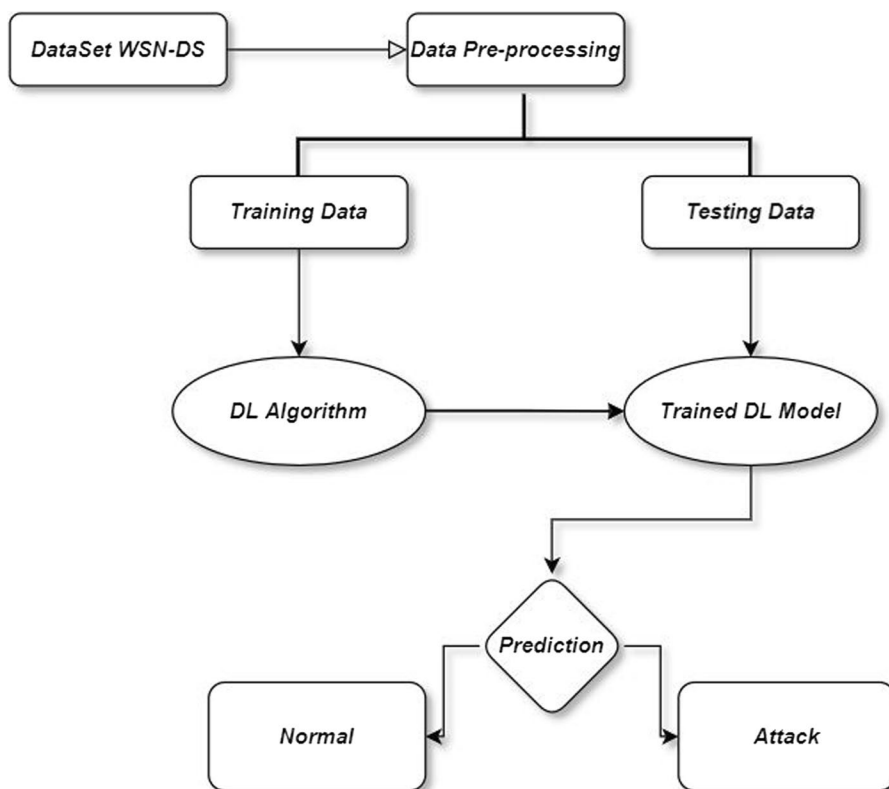 DataSet WSN-DS
Data Pre-processing
Training Data
Testing Data
DL Algorithm
Trained DL Model
Prediction
Normal
Attack